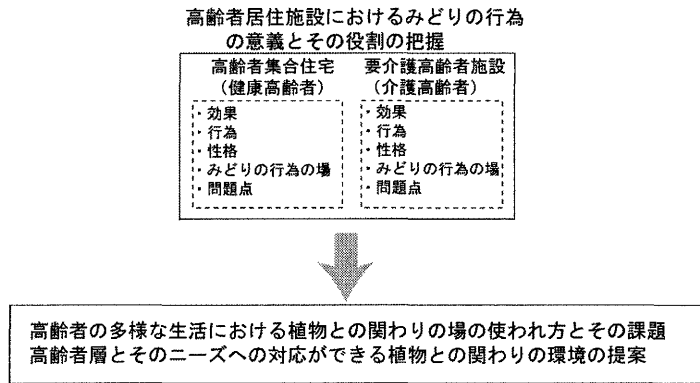 高齢者居住施設におけるみどりの行為
の意義とその役割の把握
高齢者集合住宅
(健康高齢者)
・効果
・行為
・性格
・みどりの行為の場
・問題点
要介護高齢者施設
(介護高齢者)
・効果
・行為
・性格
・みどりの行為の場
・問題点
高齢者の多様な生活における植物との関わりの場の使われ方とその課題
高齢者層とそのニーズへの対応ができる植物との関わりの環境の提案